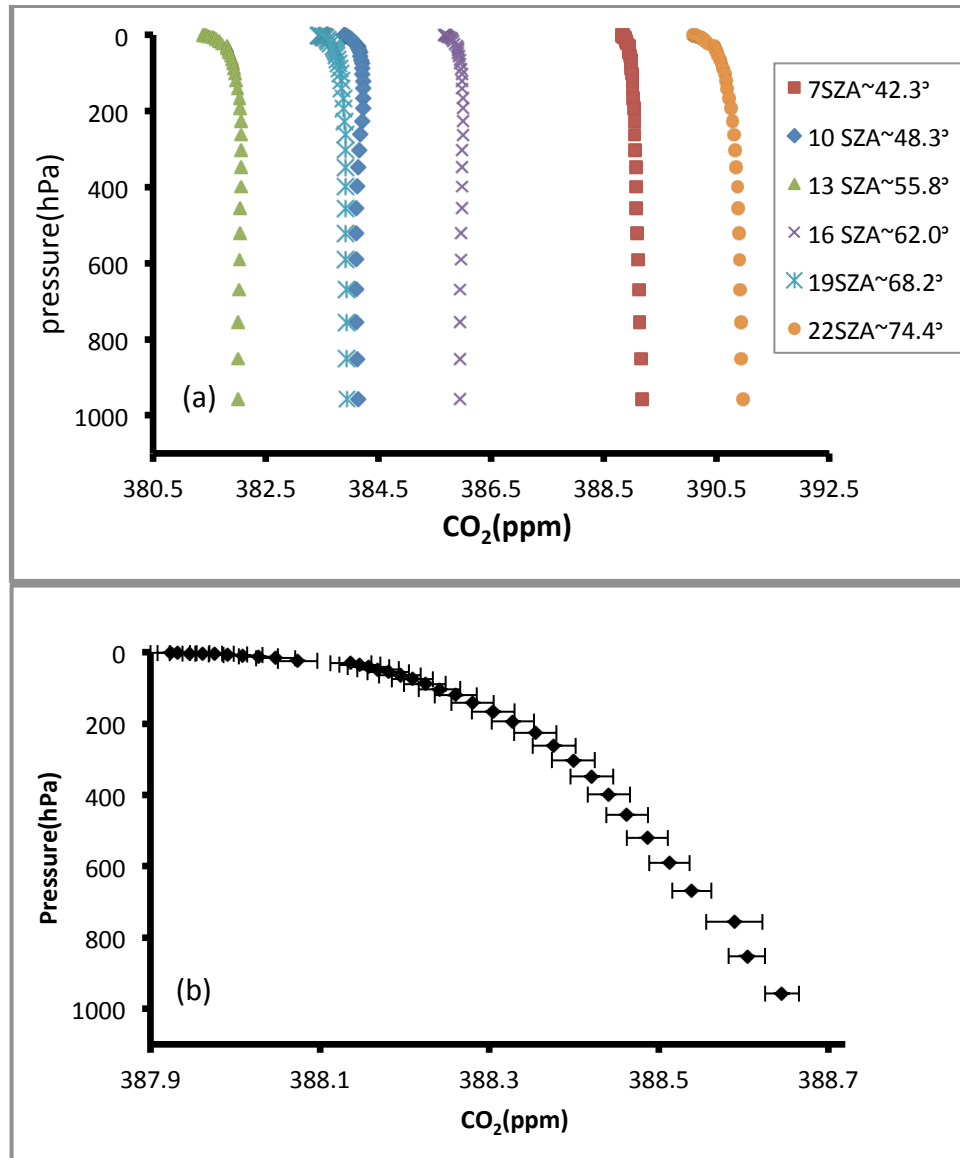 0
200
400
600
800
1000
pressure(hPa)
(a)
380.5 382.5 384.5 386.5 388.5 390.5 392.5
CO₂(ppm)
7SZA~42.3°
10 SZA~48.3°
13 SZA~55.8°
16 SZA~62.0°
19SZA~68.2°
22SZA~74.4°
0
200
400
600
800
1000
Pressure(hPa)
(b)
387.9 388.1 388.3 388.5 388.7
CO₂(ppm)